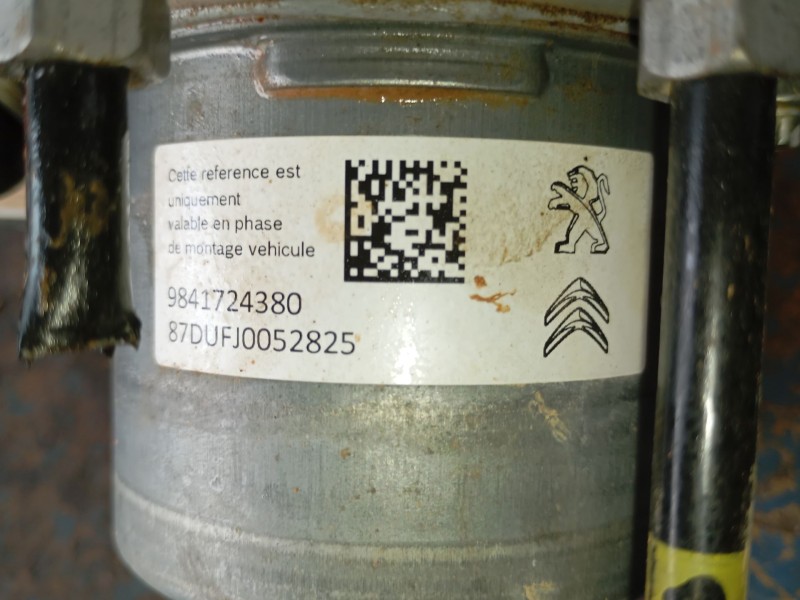 Cette reference est
uniquement
valable en phase
de montage vehicule
9841724380
87DUFJ0052825